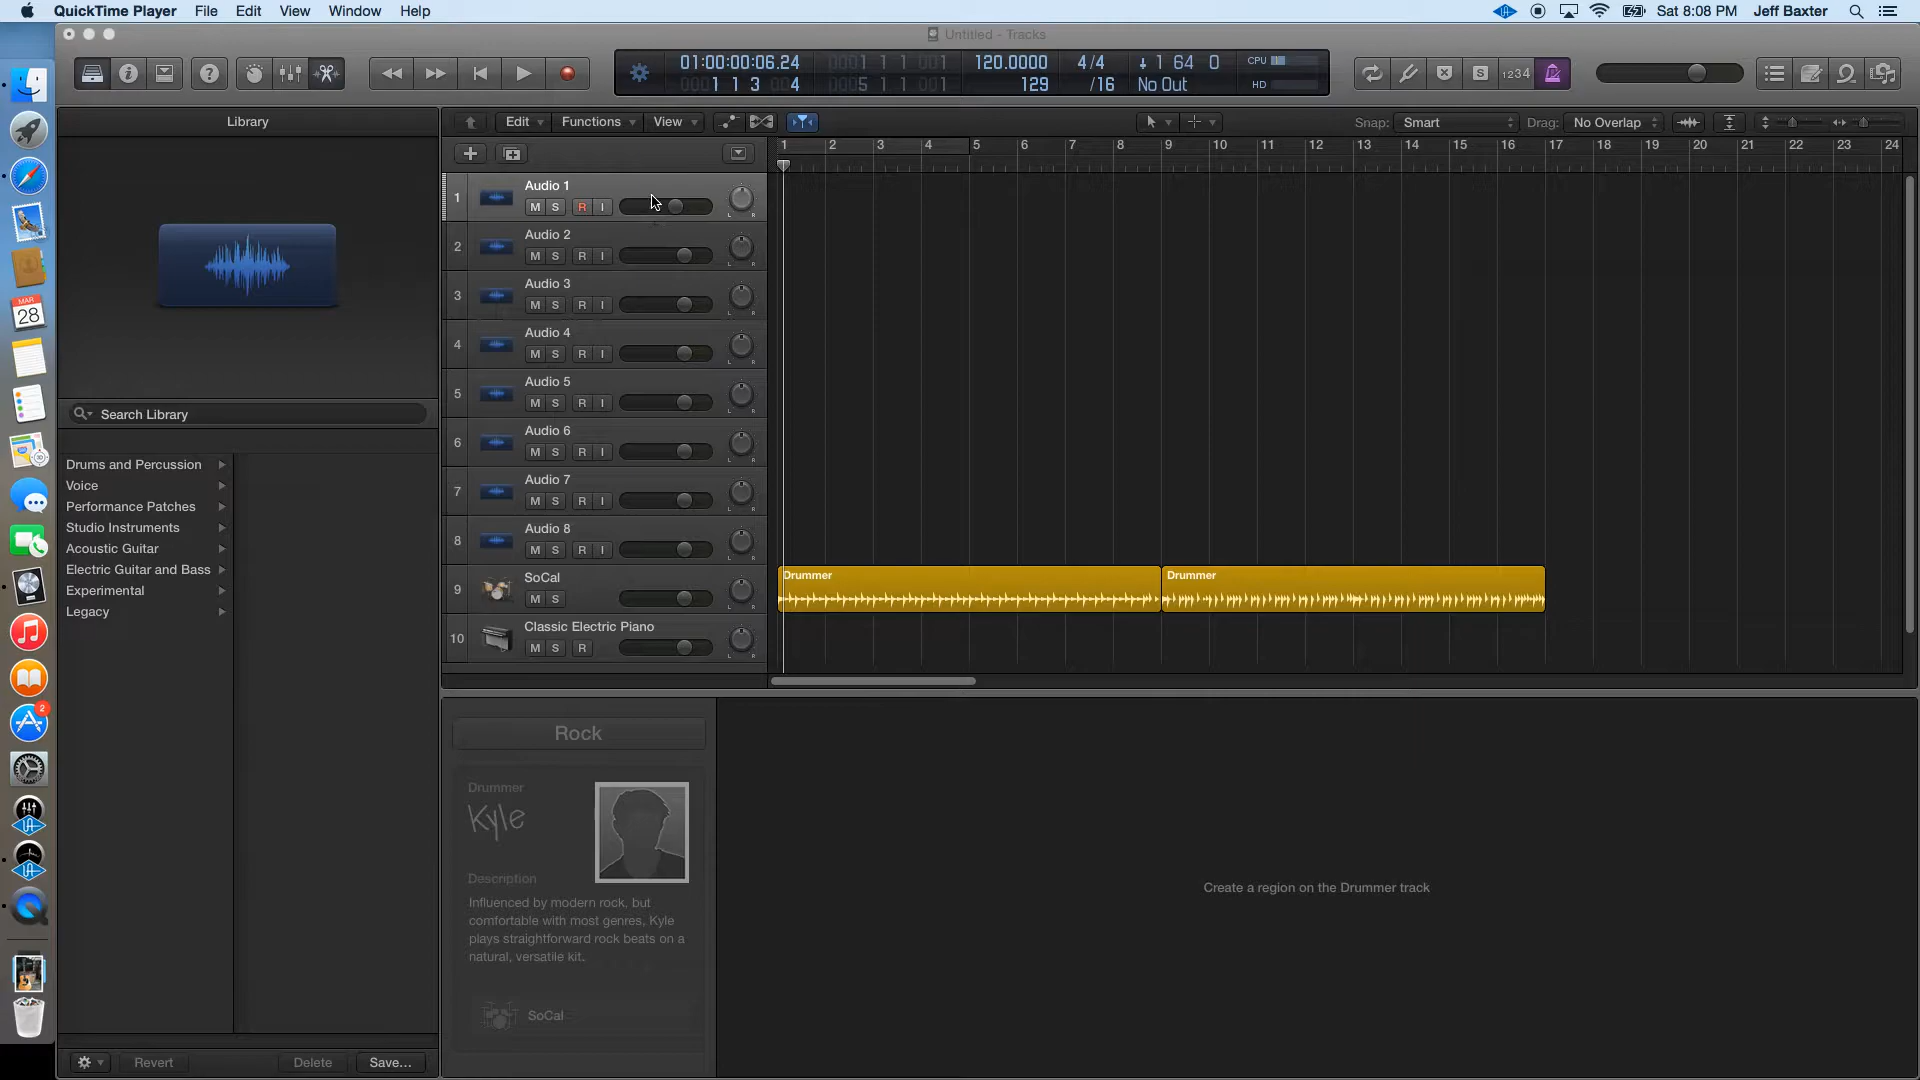 QuickTime Player File Edit View Window Help Sat 8:08 PM Jeff Baxter
Untitled - Tracks
01:00:00:06.24 0001 1 1 001 120.0000 4/4 1 64 0 CPU
0001 1 3 004 0005 1 1 001 129 /16 No Out HD
S 1234
Library
Edit Functions View Snap: Smart Drag: No Overlap
1 2 3 4 5 6 7 8 9 10 11 12 13 14 15 16 17 18 19 20 21 22 23 24
1 Audio 1
M S R I L R
2 Audio 2
M S R I L R
3 Audio 3
M S R I L R
4 Audio 4
M S R I L R
5 Audio 5
M S R I L R
6 Audio 6
M S R I L R
7 Audio 7
M S R I L R
8 Audio 8
M S R I L R
9 SoCal Drummer Drummer
M S L R
10 Classic Electric Piano
M S R L R
MAR
28
2
Search Library
Drums and Percussion
Voice
Performance Patches
Studio Instruments
Acoustic Guitar
Electric Guitar and Bass
Experimental
Legacy
Rock
Drummer
Kyle
Description
Influenced by modern rock, but
comfortable with most genres, Kyle
plays straightforward rock beats on a
natural, versatile kit.
SoCal
Create a region on the Drummer track
Revert Delete Save...